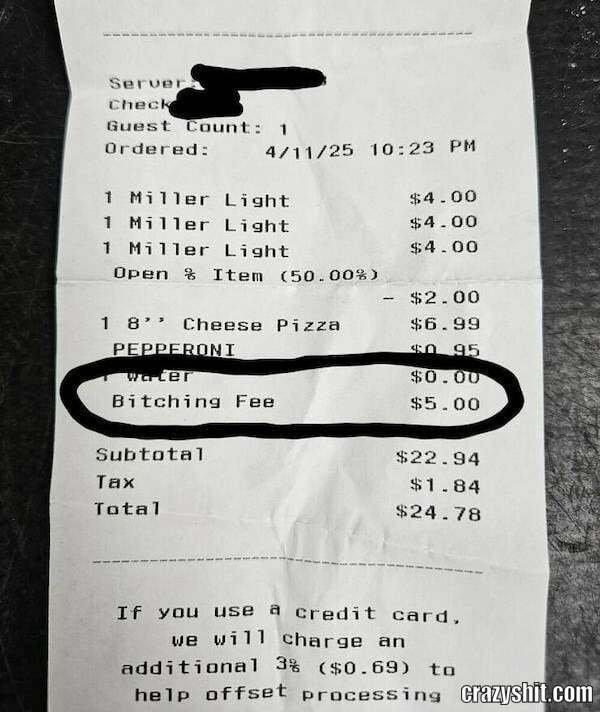 Server:
Check
Guest Count: 1
Ordered: 4/11/25 10:23 PM
1 Miller Light $4.00
1 Miller Light $4.00
1 Miller Light $4.00
Open % Item (50.00%)
- $2.00
1 8'' Cheese Pizza $6.99
PEPPERONI $0.95
1 Water $0.00
Bitching Fee $5.00
Subtotal $22.94
Tax $1.84
Total $24.78
If you use a credit card,
we will charge an
additional 3% ($0.69) to
help offset processing
crazyshit.com